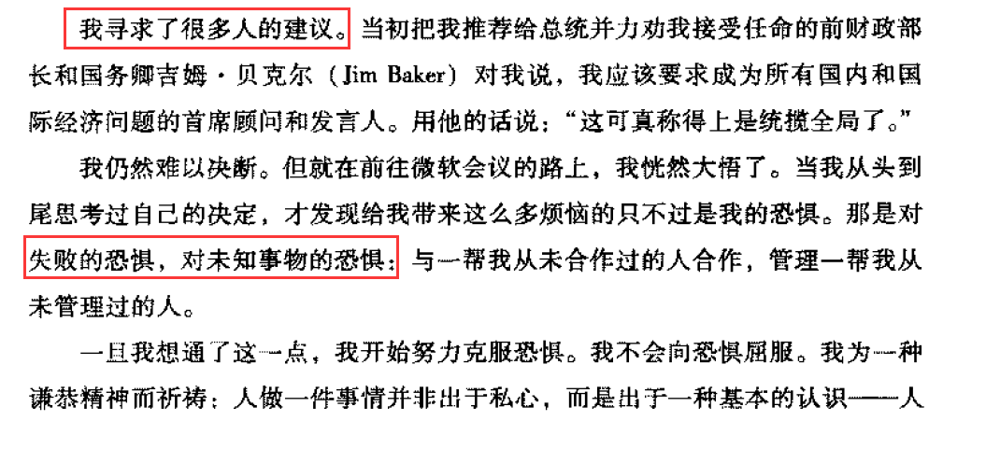 我寻求了很多人的建议。当初把我推荐给总统并力劝我接受任命的前财政部
长和国务卿吉姆·贝克尔（Jim Baker）对我说，我应该要求成为所有国内和国
际经济问题的首席顾问和发言人。用他的话说：“这可真称得上是统揽全局了。”
我仍然难以决断。但就在前往微软会议的路上，我恍然大悟了。当我从头到
尾思考过自己的决定，才发现给我带来这么多烦恼的只不过是我的恐惧。那是对
失败的恐惧，对未知事物的恐惧：与一帮我从未合作过的人合作，管理一帮我从
未管理过的人。
一旦我想通了这一点，我开始努力克服恐惧。我不会向恐惧屈服。我为一种
谦恭精神而祈祷：人做一件事情并非出于私心，而是出于一种基本的认识——人